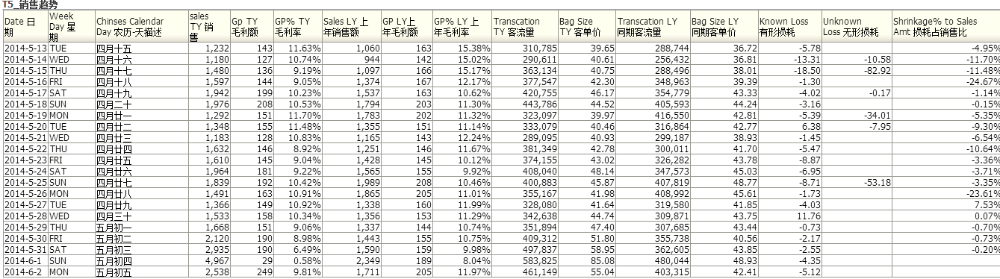 T5_销售趋势
Date 日期 Week Day 星期 Chinses Calendar Day 农历-天描述 sales TY 销售 Gp TY 毛利额 GP% TY 毛利率 Sales LY 上年销售额 GP LY上年毛利额 GP% LY 上年毛利率 Transcation TY 客流量 Bag Size TY 客单价 Transcation LY 同期客流量 Bag Size LY 同期客单价 Known Loss 有形损耗 Unknown Loss 无形损耗 Shrinkage% to Sales Amt 损耗占销售比
2014-5-13 TUE 四月十五 1,232 143 11.63% 1,060 163 15.38% 310,785 39.65 288,744 36.72 -5.78 -4.95%
2014-5-14 WED 四月十六 1,180 127 10.74% 944 142 15.02% 290,611 40.61 256,432 36.81 -13.31 -10.58 -11.70%
2014-5-15 THU 四月十七 1,480 136 9.19% 1,097 166 15.17% 363,134 40.75 288,496 38.01 -18.50 -82.92 -11.48%
2014-5-16 FRI 四月十八 1,597 144 9.05% 1,374 167 12.17% 377,547 42.30 348,963 39.39 -1.30 -24.67%
2014-5-17 SAT 四月十九 1,942 199 10.23% 1,537 163 10.62% 420,755 46.17 354,779 43.33 -4.02 -0.17 -1.14%
2014-5-18 SUN 四月二十 1,976 208 10.53% 1,794 203 11.30% 443,786 44.52 405,593 44.24 -3.16 -0.15%
2014-5-19 MON 四月廿一 1,292 151 11.70% 1,783 202 11.32% 323,097 39.97 416,550 42.81 -5.39 -34.01 -5.35%
2014-5-20 TUE 四月廿二 1,348 155 11.48% 1,355 151 11.14% 333,079 40.46 316,864 42.77 6.38 -7.95 -9.30%
2014-5-21 WED 四月廿三 1,183 128 10.83% 1,165 143 12.24% 289,095 40.93 299,187 38.93 -1.45 -6.54%
2014-5-22 THU 四月廿四 1,632 146 8.92% 1,251 146 11.67% 381,349 42.78 300,011 41.70 -5.47 -10.64%
2014-5-23 FRI 四月廿五 1,610 145 9.04% 1,428 145 10.12% 374,155 43.02 326,282 43.78 -8.87 -3.36%
2014-5-24 SAT 四月廿六 1,964 181 9.22% 1,565 155 9.92% 408,040 48.14 347,573 45.03 -6.95 -3.71%
2014-5-25 SUN 四月廿七 1,839 192 10.42% 1,989 208 10.46% 400,883 45.87 407,819 48.77 -8.71 -53.18 -3.35%
2014-5-26 MON 四月廿八 1,491 163 10.91% 1,865 205 11.01% 355,167 41.98 408,992 45.61 -1.73 -23.61%
2014-5-27 TUE 四月廿九 1,366 149 10.92% 1,338 160 11.99% 328,080 41.64 319,580 41.85 -4.03 7.53%
2014-5-28 WED 四月三十 1,533 158 10.34% 1,356 153 11.29% 342,638 44.74 309,871 43.75 11.76 0.07%
2014-5-29 THU 五月初一 1,668 151 9.06% 1,337 144 10.74% 351,894 47.40 307,685 43.44 -0.73 -0.70%
2014-5-30 FRI 五月初二 2,120 190 8.98% 1,443 155 10.75% 409,312 51.80 355,738 40.56 -2.17 -0.73%
2014-5-31 SAT 五月初三 2,935 190 6.49% 1,590 159 9.98% 497,837 58.95 362,605 43.85 -2.55 -0.20%
2014-6-1 SUN 五月初四 4,967 29 0.58% 2,349 189 8.04% 583,825 85.08 480,044 48.93 -4.35
2014-6-2 MON 五月初五 2,538 249 9.81% 1,711 205 11.97% 461,149 55.04 403,315 42.41 -5.12